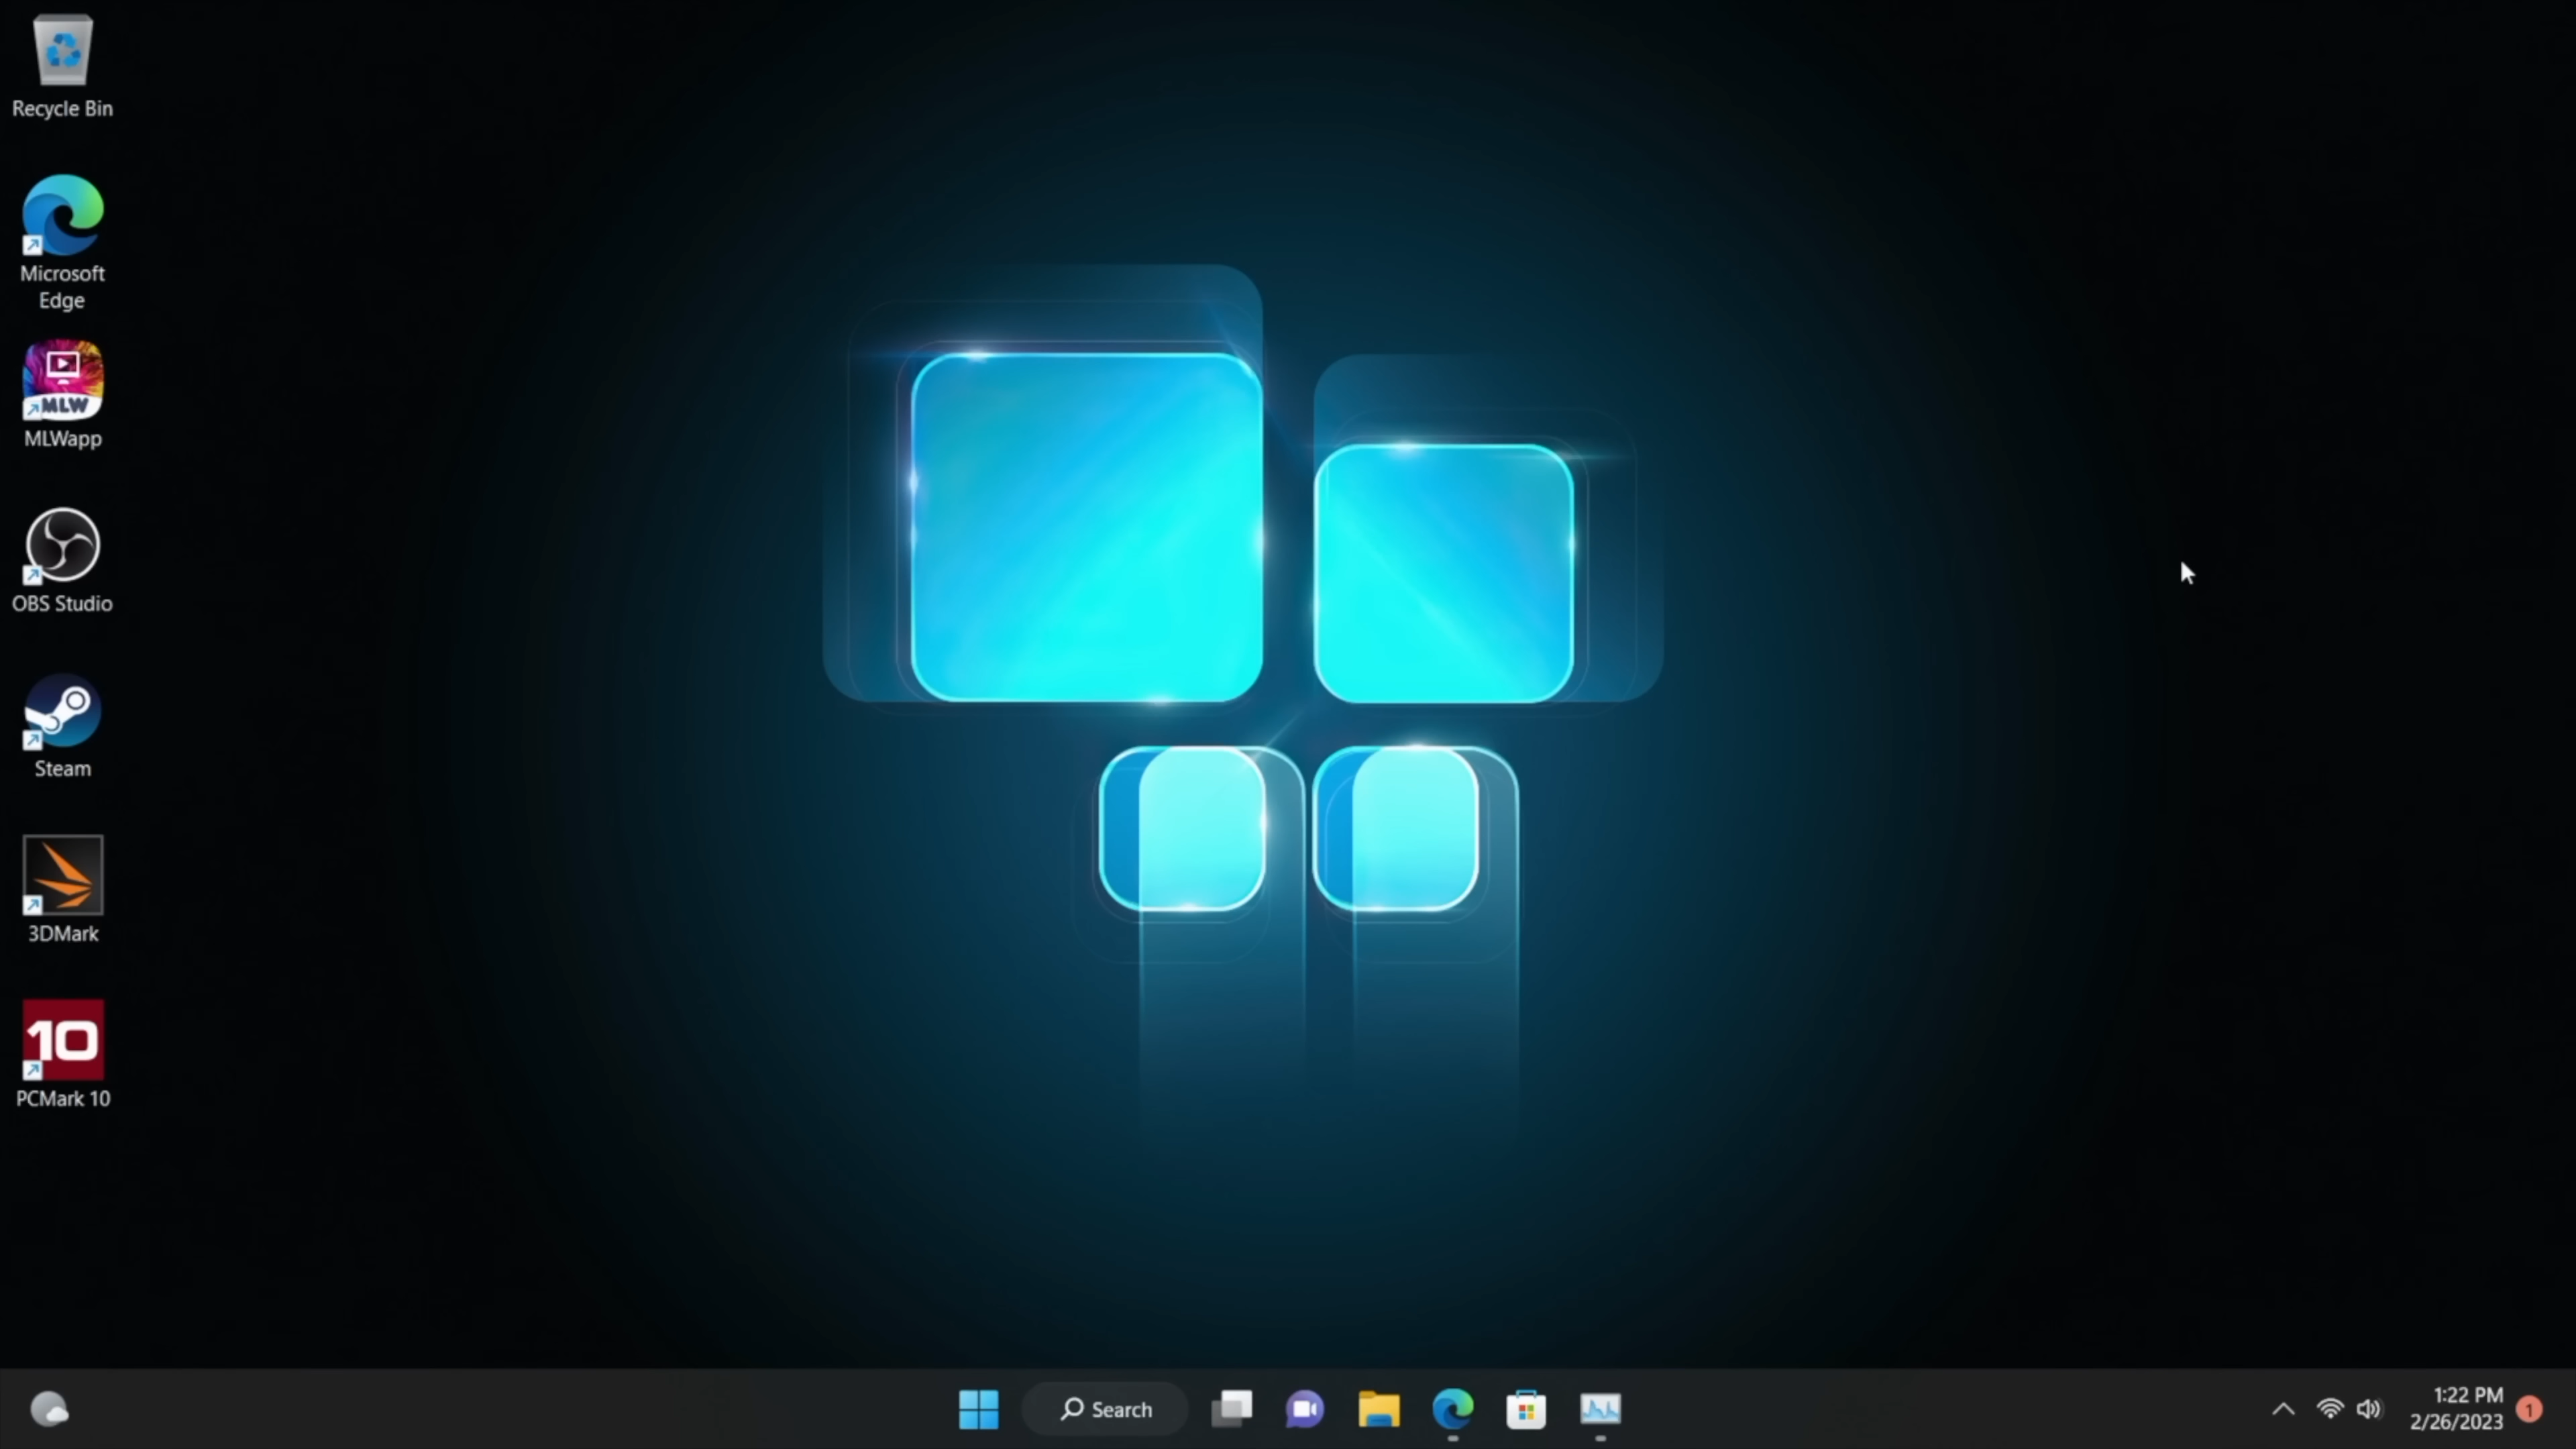 Recycle Bin
Microsoft
Edge
MLW
MLWapp
OBS Studio
Steam
3DMark
10
PCMark 10
Search
1:22 PM
2/26/2023
1